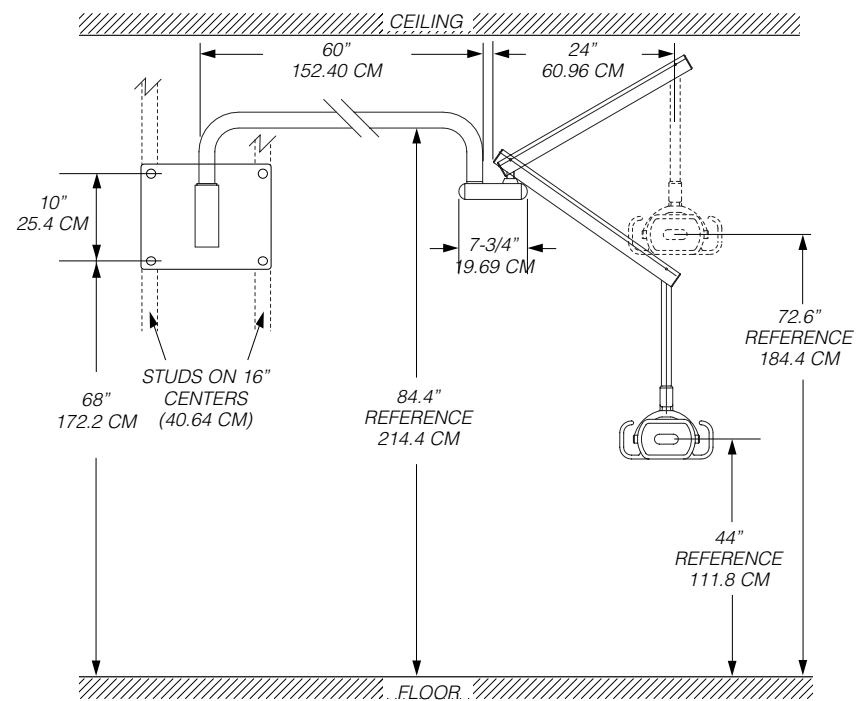 CEILING
60”
152.40 CM
24”
60.96 CM
10”
25.4 CM
7-3/4”
19.69 CM
72.6”
REFERENCE
184.4 CM
STUDS ON 16”
CENTERS
(40.64 CM)
68”
172.2 CM
84.4”
REFERENCE
214.4 CM
44”
REFERENCE
111.8 CM
FLOOR